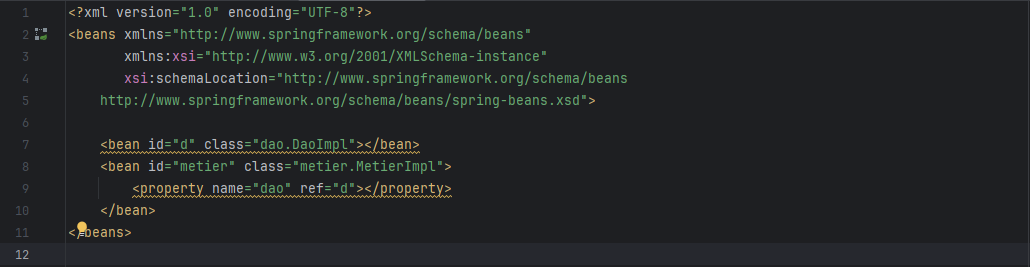 1 <?xml version="1.0" encoding="UTF-8"?>
2 <beans xmlns="http://www.springframework.org/schema/beans"
3 xmlns:xsi="http://www.w3.org/2001/XMLSchema-instance"
4 xsi:schemaLocation="http://www.springframework.org/schema/beans
5 http://www.springframework.org/schema/beans/spring-beans.xsd">
6
7 <bean id="d" class="dao.DaoImpl"></bean>
8 <bean id="metier" class="metier.MetierImpl">
9 <property name="dao" ref="d"></property>
10 </bean>
11 </beans>
12